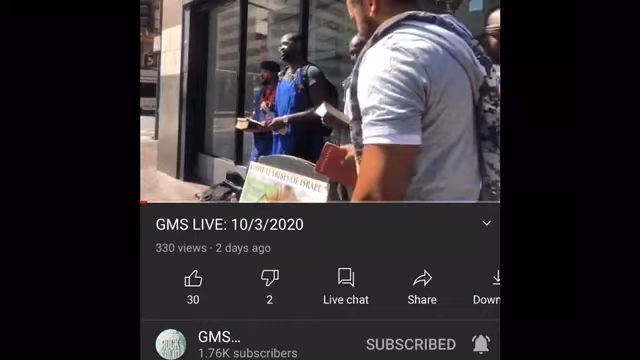 TRIBES OF ISRAEL
GMS LIVE: 10/3/2020
330 views · 2 days ago
30
2
Live chat
Share
Down
ROCK
GMS...
SUBSCRIBED
1.76K subscribers